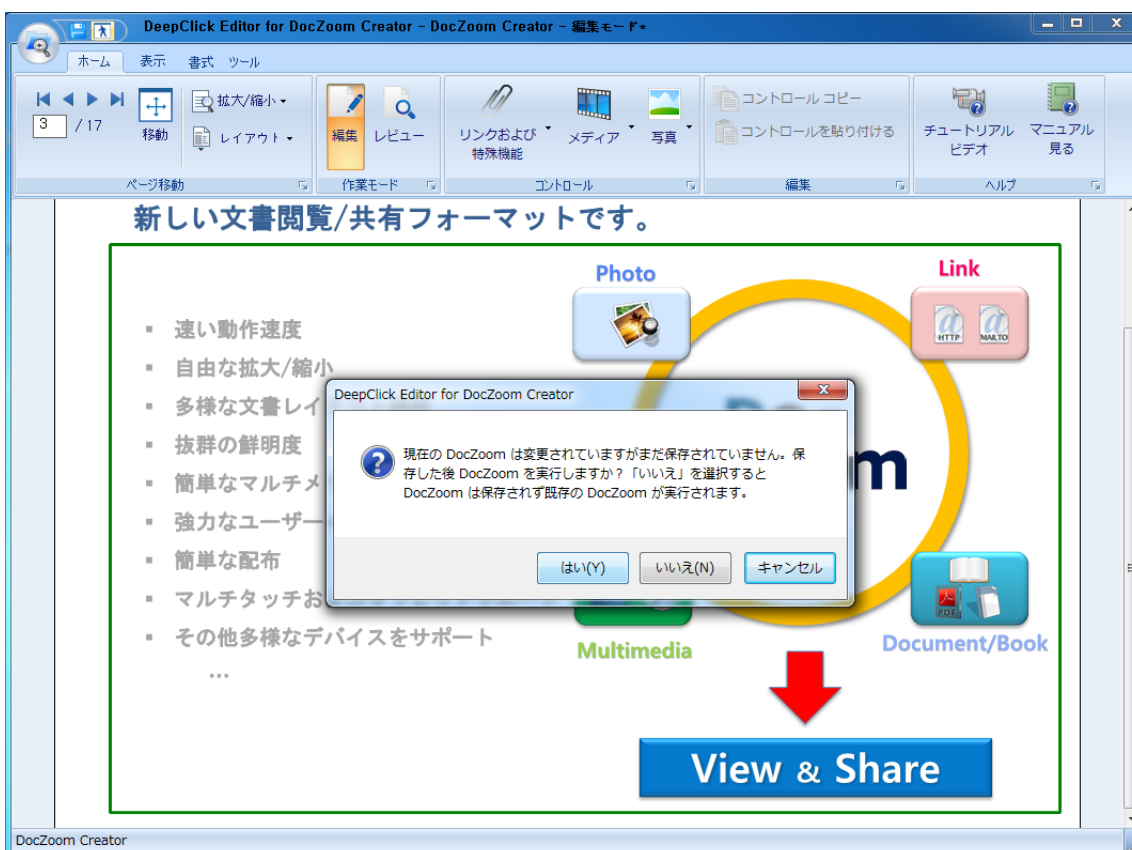 DeepClick Editor for DocZoom Creator - DocZoom Creator - 編集モード*
ホーム 表示 書式 ツール
3 / 17
移動
拡大/縮小
レイアウト
ページ移動
編集 レビュー
作業モード
リンクおよび
特殊機能
メディア
写真
コントロール
コントロール コピー
コントロールを貼り付ける
編集
チュートリアル
ビデオ
マニュアル
見る
ヘルプ
新しい文書閲覧/共有フォーマットです。
▪ 速い動作速度
▪ 自由な拡大/縮小
▪ 多様な文書レイ
▪ 抜群の鮮明度
▪ 簡単なマルチメ
▪ 強力なユーザー
▪ 簡単な配布
▪ マルチタッチお
▪ その他多様なデバイスをサポート
…
Photo
Link
HTTP
MAILTO
m
DeepClick Editor for DocZoom Creator
現在の DocZoom は変更されていますがまだ保存されていません。保
存した後 DocZoom を実行しますか？「いいえ」を選択すると
DocZoom は保存されず既存の DocZoom が実行されます。
はい(Y) いいえ(N) キャンセル
PDF
Multimedia
Document/Book
View & Share
DocZoom Creator